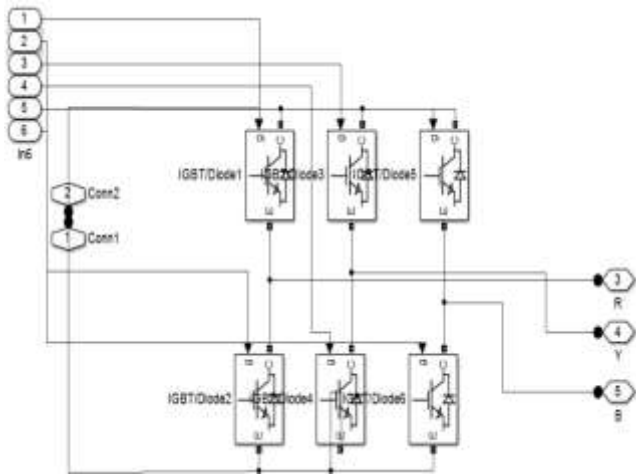 1
2
3
4
5
6
In6
g C
g C
g C
IGBT/Diode1
IGBT/Diode3
IGBT/Diode5
E
E
E
2 Conn2
1 Conn1
3
R
4
Y
5
B
g C
g C
g C
IGBT/Diode2
IGBT/Diode4
IGBT/Diode6
E
E
E